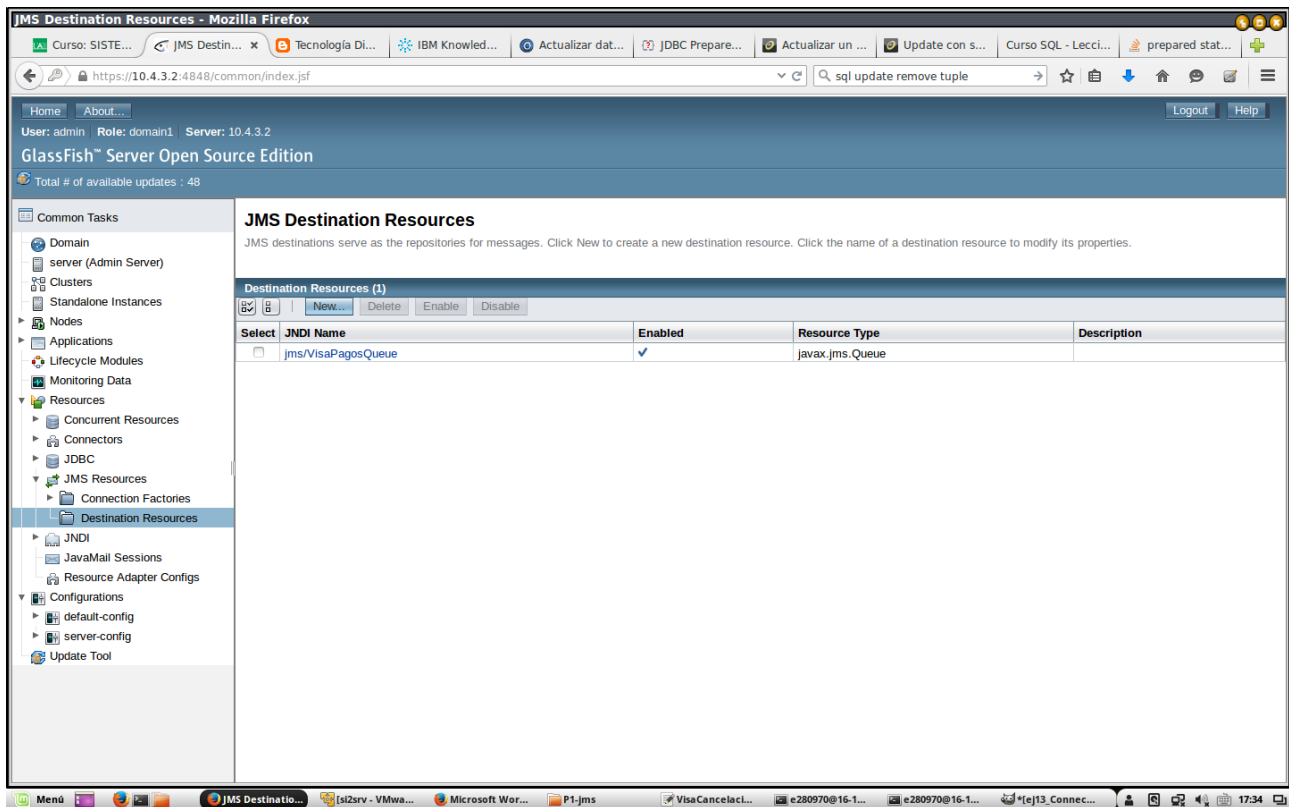 JMS Destination Resources - Mozilla Firefox
Curso: SISTE... JMS Destin... Tecnología Di... IBM Knowled... Actualizar dat... JDBC Prepare... Actualizar un ... Update con s... Curso SQL - Lecci... prepared stat...
https://10.4.3.2:4848/common/index.jsf sql update remove tuple
Home About... Logout Help
User: admin Role: domain1 Server: 10.4.3.2
GlassFish™ Server Open Source Edition
Total # of available updates : 48
Common Tasks
Domain
server (Admin Server)
Clusters
Standalone Instances
Nodes
Applications
Lifecycle Modules
Monitoring Data
Resources
Concurrent Resources
Connectors
JDBC
JMS Resources
Connection Factories
Destination Resources
JNDI
JavaMail Sessions
Resource Adapter Configs
Configurations
default-config
server-config
Update Tool
JMS Destination Resources
JMS destinations serve as the repositories for messages. Click New to create a new destination resource. Click the name of a destination resource to modify its properties.
Destination Resources (1)
New... Delete Enable Disable
Select JNDI Name Enabled Resource Type Description
jms/VisaPagosQueue javax.jms.Queue
Menú JMS Destinatio... [si2srv - VMwa... Microsoft Wor... P1-jms VisaCancelaci... e280970@16-1... e280970@16-1... *[ej13_Connec... 17:34